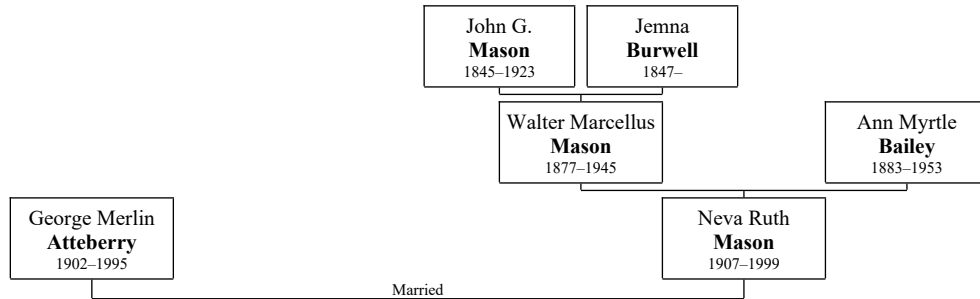 John G.
Mason
1845–1923
Jemna
Burwell
1847–
Walter Marcellus
Mason
1877–1945
Ann Myrtle
Bailey
1883–1953
George Merlin
Atteberry
1902–1995
Neva Ruth
Mason
1907–1999
Married